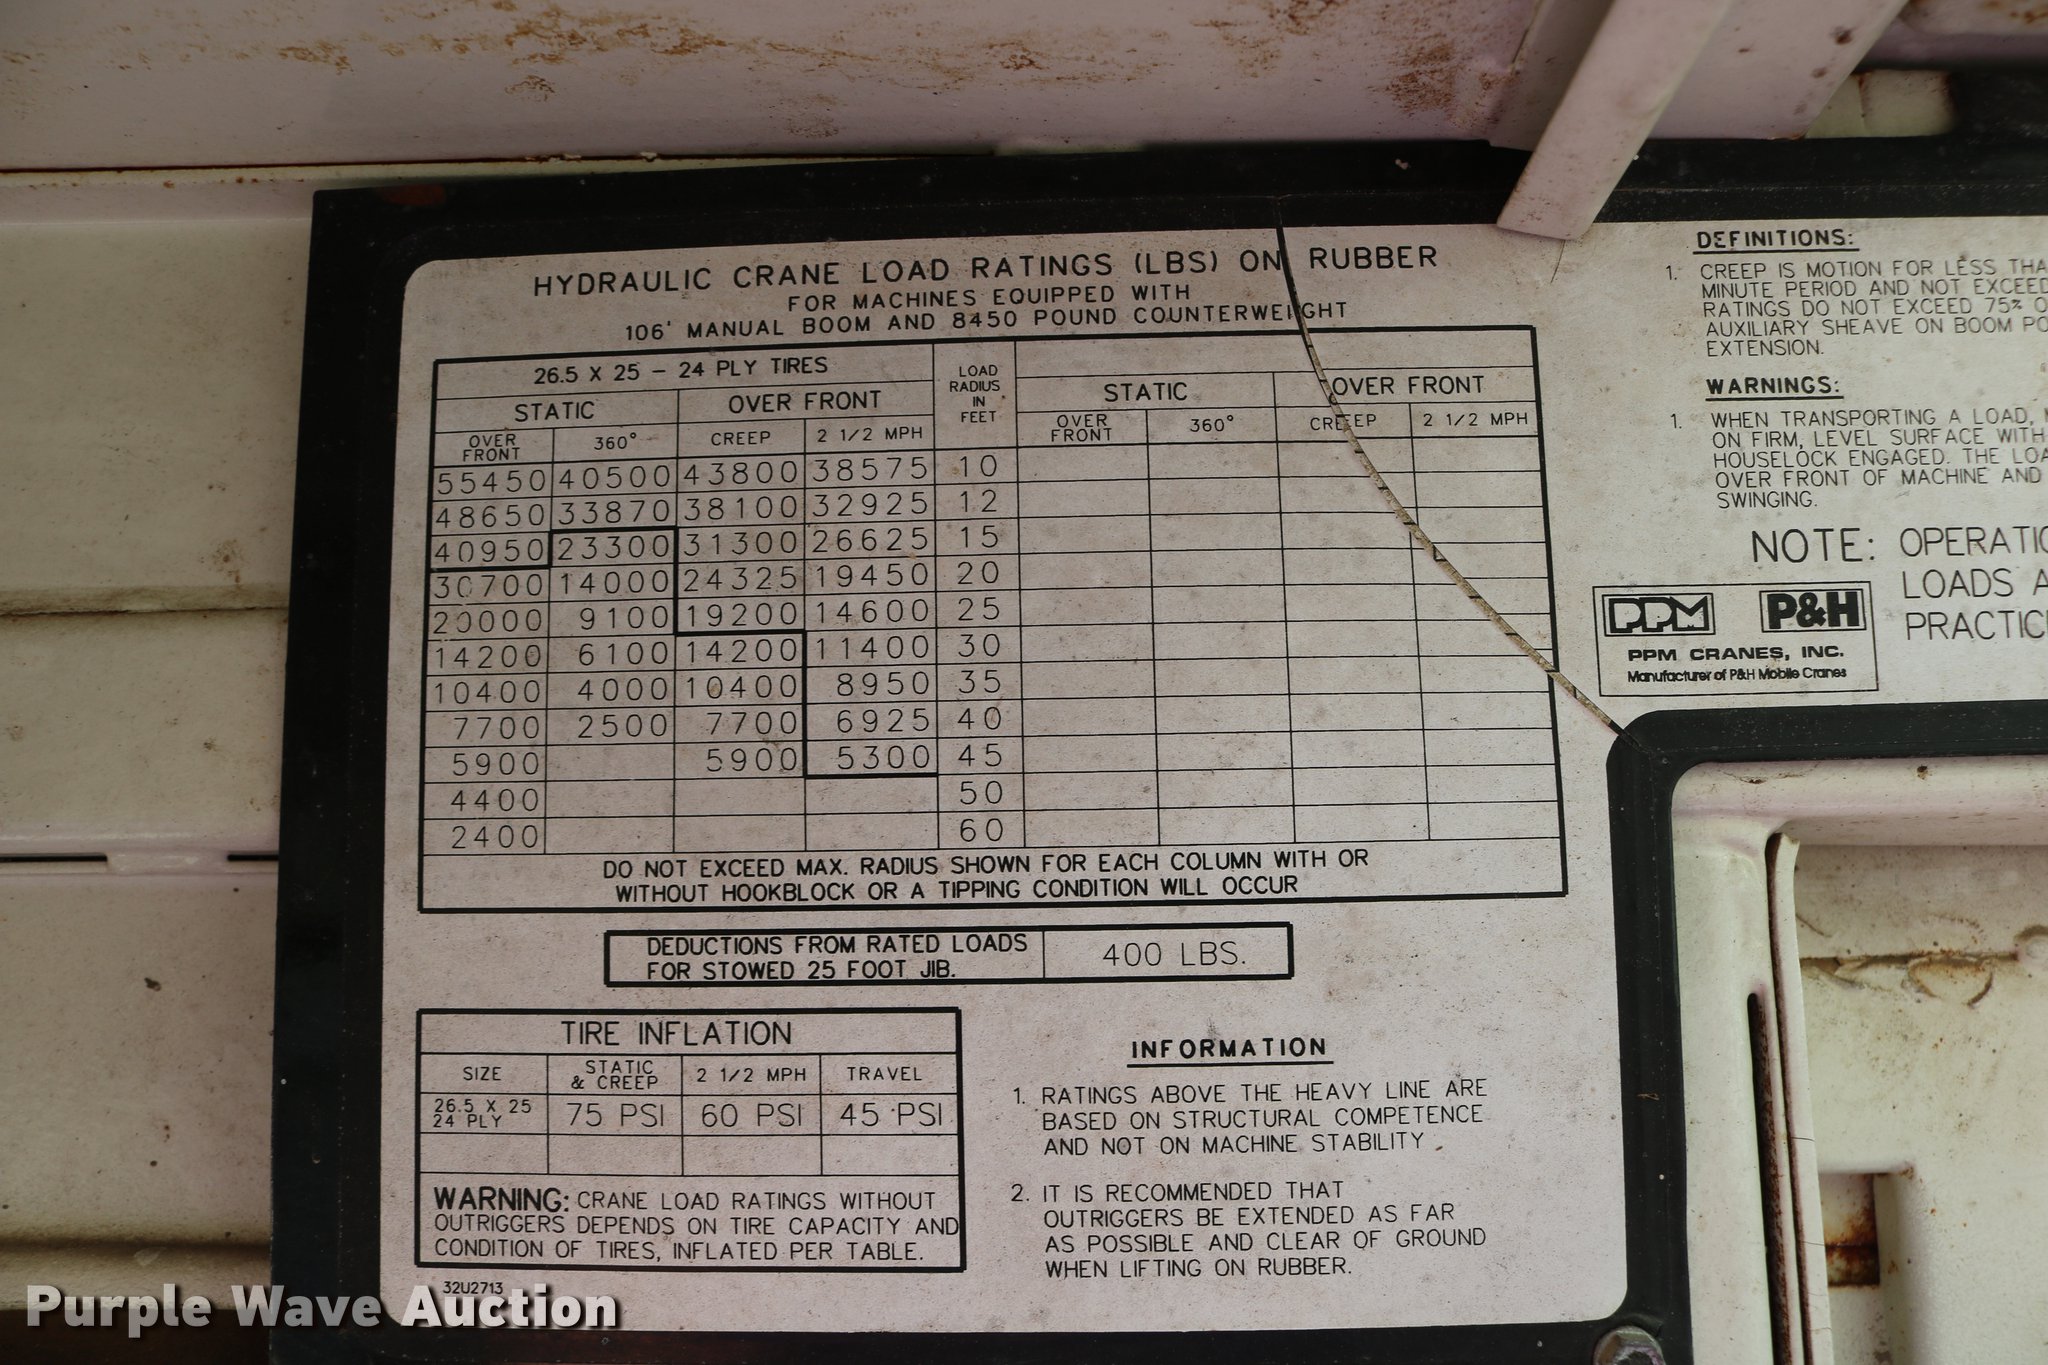 HYDRAULIC CRANE LOAD RATINGS (LBS) ON RUBBER
FOR MACHINES EQUIPPED WITH
106' MANUAL BOOM AND 8450 POUND COUNTERWEIGHT
26.5 X 25 - 24 PLY TIRES
LOAD RADIUS IN FEET
STATIC OVER FRONT STATIC OVER FRONT
OVER FRONT 360° CREEP 2 1/2 MPH OVER FRONT 360° CREEP 2 1/2 MPH
55450 40500 43800 38575 10
48650 33870 38100 32925 12
40950 23300 31300 26625 15
30700 14000 24325 19450 20
20000 9100 19200 14600 25
14200 6100 14200 11400 30
10400 4000 10400 8950 35
7700 2500 7700 6925 40
5900 5900 5300 45
4400 50
2400 60
DO NOT EXCEED MAX. RADIUS SHOWN FOR EACH COLUMN WITH OR
WITHOUT HOOKBLOCK OR A TIPPING CONDITION WILL OCCUR
DEDUCTIONS FROM RATED LOADS
FOR STOWED 25 FOOT JIB.
400 LBS.
TIRE INFLATION
SIZE STATIC & CREEP 2 1/2 MPH TRAVEL
26.5 X 25
24 PLY
75 PSI 60 PSI 45 PSI
WARNING: CRANE LOAD RATINGS WITHOUT
OUTRIGGERS DEPENDS ON TIRE CAPACITY AND
CONDITION OF TIRES, INFLATED PER TABLE.
32U2713
INFORMATION
1. RATINGS ABOVE THE HEAVY LINE ARE
BASED ON STRUCTURAL COMPETENCE
AND NOT ON MACHINE STABILITY.
2. IT IS RECOMMENDED THAT
OUTRIGGERS BE EXTENDED AS FAR
AS POSSIBLE AND CLEAR OF GROUND
WHEN LIFTING ON RUBBER.
DEFINITIONS:
1. CREEP IS MOTION FOR LESS THA
MINUTE PERIOD AND NOT EXCEED
RATINGS DO NOT EXCEED 75% O
AUXILIARY SHEAVE ON BOOM PO
EXTENSION.
WARNINGS:
1. WHEN TRANSPORTING A LOAD,
ON FIRM, LEVEL SURFACE WITH
HOUSELOCK ENGAGED. THE LOA
OVER FRONT OF MACHINE AND
SWINGING.
NOTE: OPERATIO
LOADS A
PRACTIC
PPM P&H
PPM CRANES, INC.
Manufacturer of P&H Mobile Cranes
Purple Wave Auction